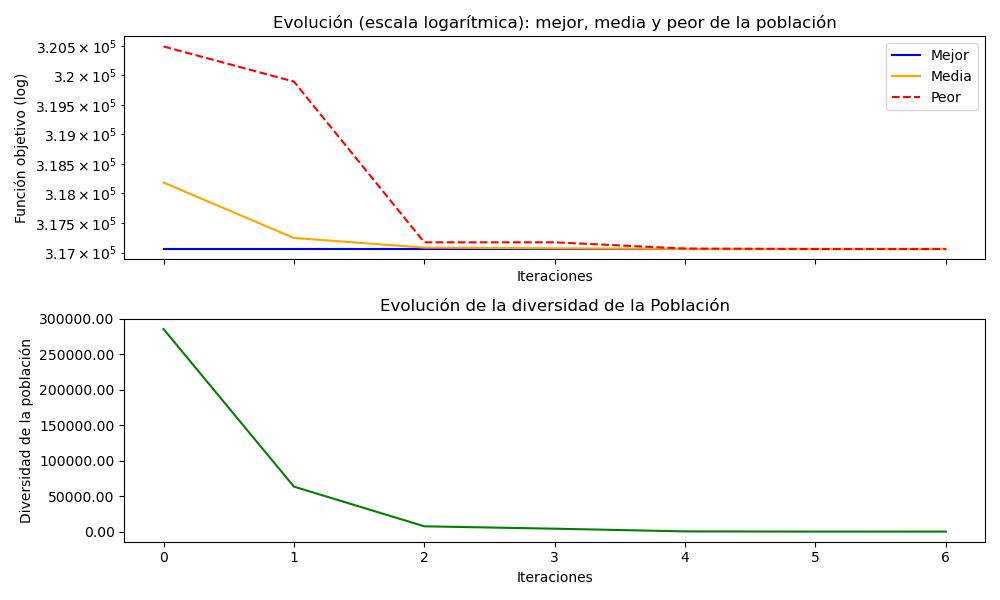 Evolución (escala logarítmica): mejor, media y peor de la población
Función objetivo (log)
3.205 × 10⁵
3.2 × 10⁵
3.195 × 10⁵
3.19 × 10⁵
3.185 × 10⁵
3.18 × 10⁵
3.175 × 10⁵
3.17 × 10⁵
Mejor
Media
Peor
Iteraciones
Evolución de la diversidad de la Población
Diversidad de la población
300000.00
250000.00
200000.00
150000.00
100000.00
50000.00
0.00
0 1 2 3 4 5 6
Iteraciones